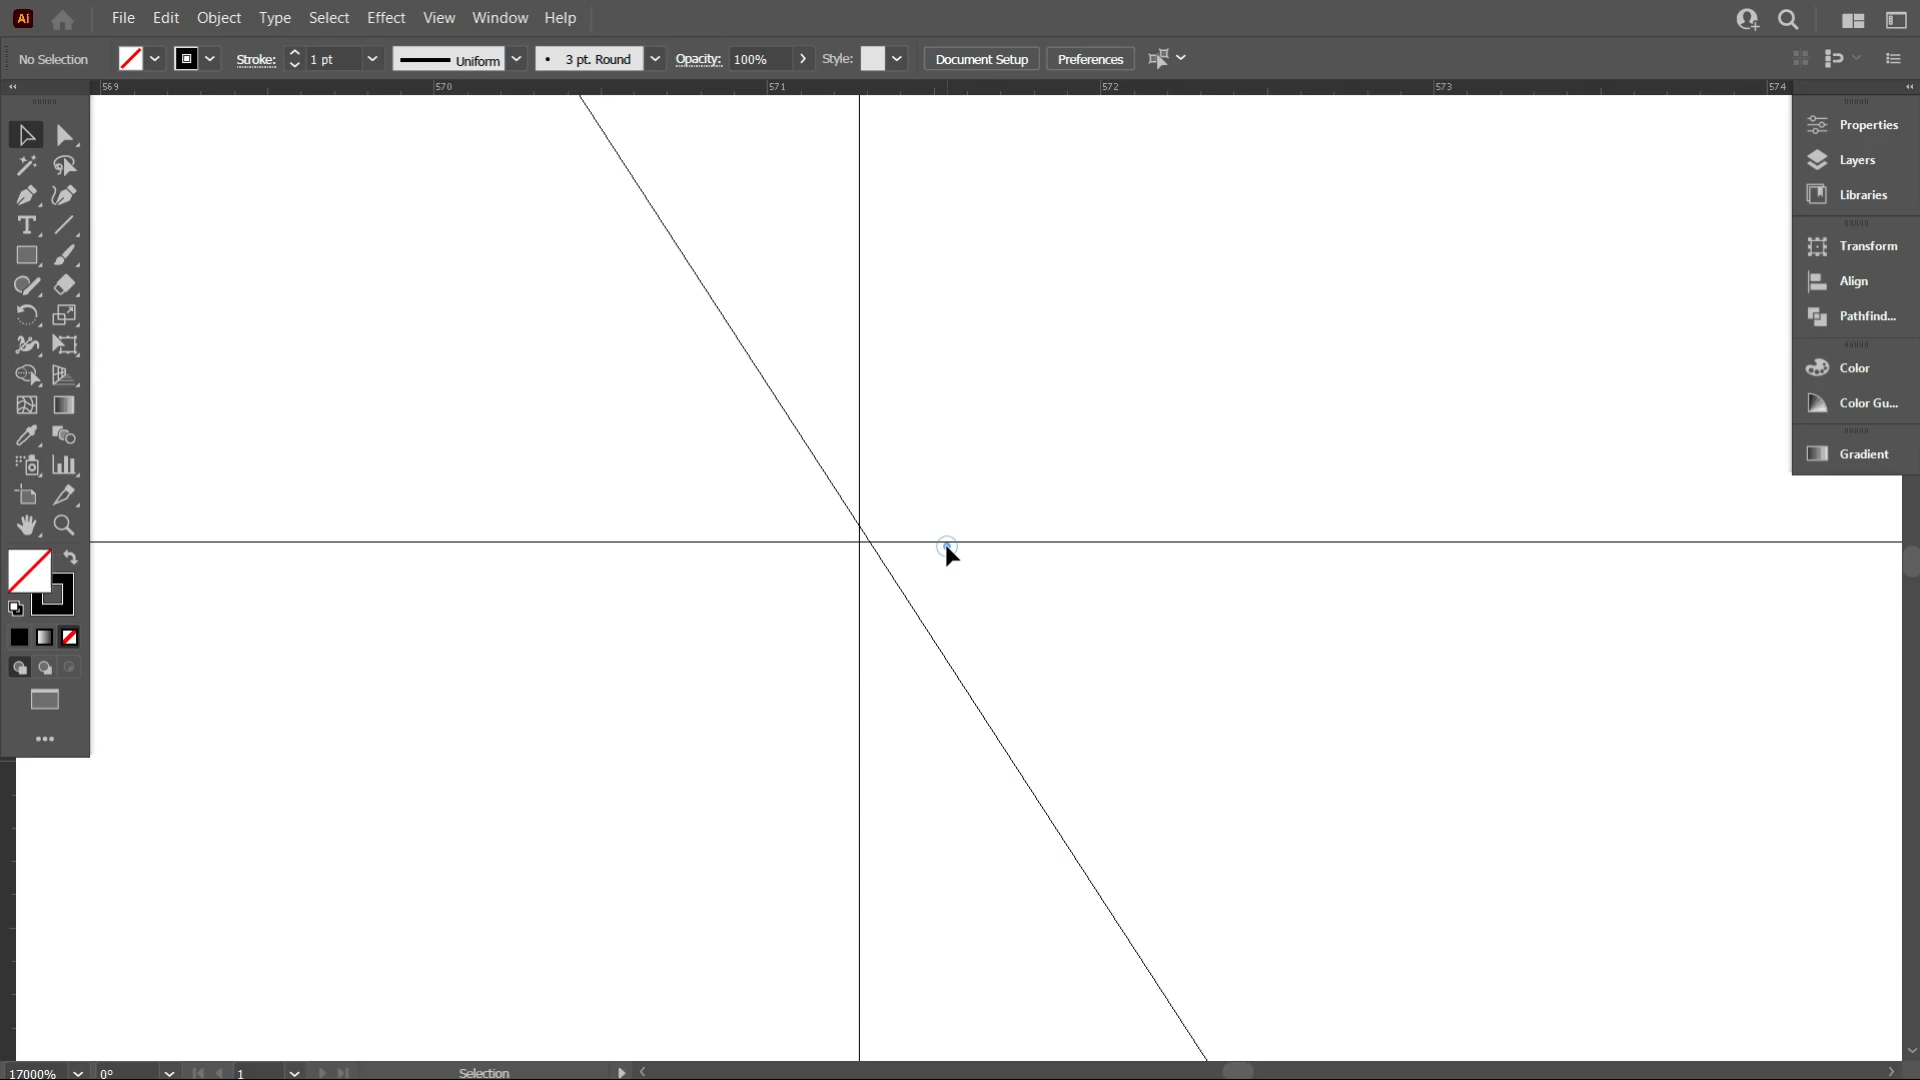 Ai File Edit Object Type Select Effect View Window Help
No Selection Stroke: 1 pt Uniform 3 pt. Round Opacity: 100% Style: Document Setup Preferences
569 570 571 572 573 574
Properties
Layers
Libraries
Transform
Align
Pathfind...
Color
Color Gu...
Gradient
17000% 0° 1 Selection